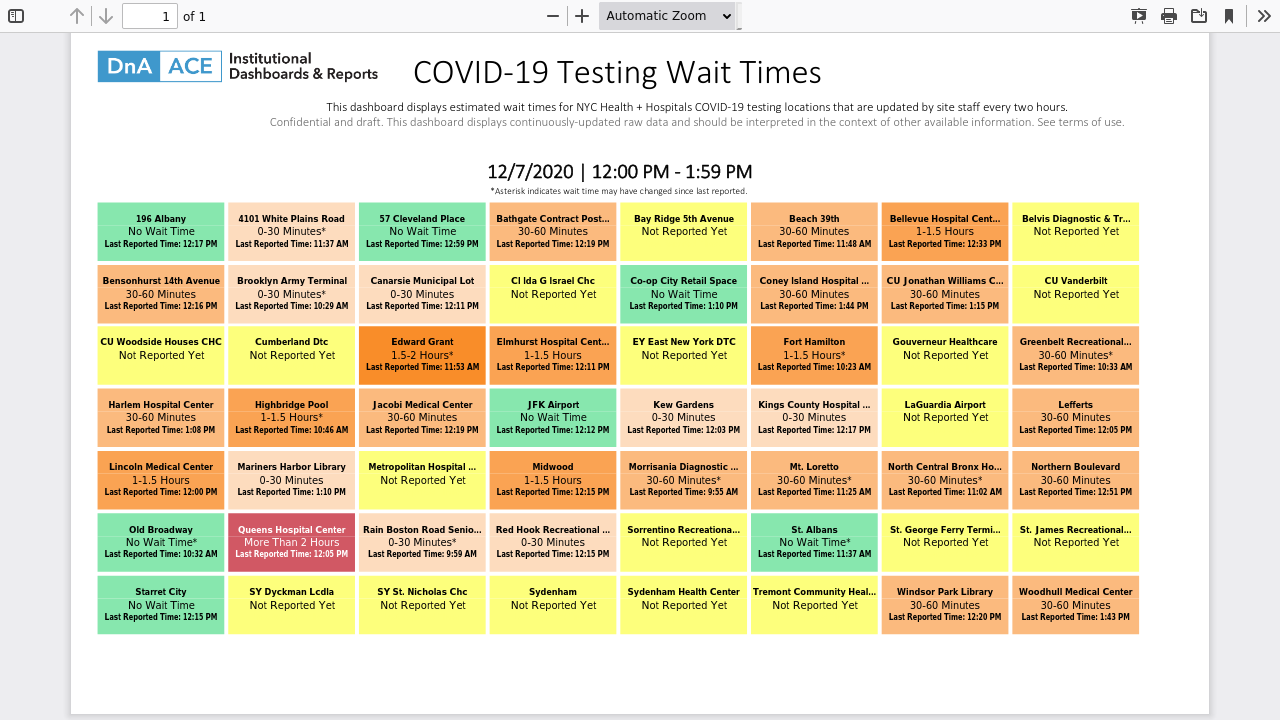 1 of 1 Automatic Zoom
DnA ACE Institutional Dashboards & Reports
COVID-19 Testing Wait Times
This dashboard displays estimated wait times for NYC Health + Hospitals COVID-19 testing locations that are updated by site staff every two hours.
Confidential and draft. This dashboard displays continuously-updated raw data and should be interpreted in the context of other available information. See terms of use.
12/7/2020 | 12:00 PM - 1:59 PM
*Asterisk indicates wait time may have changed since last reported.
196 Albany
No Wait Time
Last Reported Time: 12:17 PM
4101 White Plains Road
0-30 Minutes*
Last Reported Time: 11:37 AM
57 Cleveland Place
No Wait Time
Last Reported Time: 12:59 PM
Bathgate Contract Post...
30-60 Minutes
Last Reported Time: 12:19 PM
Bay Ridge 5th Avenue
Not Reported Yet
Beach 39th
30-60 Minutes
Last Reported Time: 11:48 AM
Bellevue Hospital Cent...
1-1.5 Hours
Last Reported Time: 12:33 PM
Belvis Diagnostic & Tr...
Not Reported Yet
Bensonhurst 14th Avenue
30-60 Minutes
Last Reported Time: 12:16 PM
Brooklyn Army Terminal
0-30 Minutes*
Last Reported Time: 10:29 AM
Canarsie Municipal Lot
0-30 Minutes
Last Reported Time: 12:11 PM
Cl Ida G Israel Chc
Not Reported Yet
Co-op City Retail Space
No Wait Time
Last Reported Time: 1:10 PM
Coney Island Hospital ...
30-60 Minutes
Last Reported Time: 1:44 PM
CU Jonathan Williams C...
30-60 Minutes
Last Reported Time: 1:15 PM
CU Vanderbilt
Not Reported Yet
CU Woodside Houses CHC
Not Reported Yet
Cumberland Dtc
Not Reported Yet
Edward Grant
1.5-2 Hours*
Last Reported Time: 11:53 AM
Elmhurst Hospital Cent...
1-1.5 Hours
Last Reported Time: 12:11 PM
EY East New York DTC
Not Reported Yet
Fort Hamilton
1-1.5 Hours*
Last Reported Time: 10:23 AM
Gouverneur Healthcare
Not Reported Yet
Greenbelt Recreational...
30-60 Minutes*
Last Reported Time: 10:33 AM
Harlem Hospital Center
30-60 Minutes
Last Reported Time: 1:08 PM
Highbridge Pool
1-1.5 Hours*
Last Reported Time: 10:46 AM
Jacobi Medical Center
30-60 Minutes
Last Reported Time: 12:19 PM
JFK Airport
No Wait Time
Last Reported Time: 12:12 PM
Kew Gardens
0-30 Minutes
Last Reported Time: 12:03 PM
Kings County Hospital ...
0-30 Minutes
Last Reported Time: 12:17 PM
LaGuardia Airport
Not Reported Yet
Lefferts
30-60 Minutes
Last Reported Time: 12:05 PM
Lincoln Medical Center
1-1.5 Hours
Last Reported Time: 12:00 PM
Mariners Harbor Library
0-30 Minutes
Last Reported Time: 1:10 PM
Metropolitan Hospital ...
Not Reported Yet
Midwood
1-1.5 Hours
Last Reported Time: 12:15 PM
Morrisania Diagnostic ...
30-60 Minutes*
Last Reported Time: 9:55 AM
Mt. Loretto
30-60 Minutes*
Last Reported Time: 11:25 AM
North Central Bronx Ho...
30-60 Minutes*
Last Reported Time: 11:02 AM
Northern Boulevard
30-60 Minutes
Last Reported Time: 12:51 PM
Old Broadway
No Wait Time*
Last Reported Time: 10:32 AM
Queens Hospital Center
More Than 2 Hours
Last Reported Time: 12:05 PM
Rain Boston Road Senio...
0-30 Minutes*
Last Reported Time: 9:59 AM
Red Hook Recreational ...
0-30 Minutes
Last Reported Time: 12:15 PM
Sorrentino Recreationa...
Not Reported Yet
St. Albans
No Wait Time*
Last Reported Time: 11:37 AM
St. George Ferry Termi...
Not Reported Yet
St. James Recreational...
Not Reported Yet
Starret City
No Wait Time
Last Reported Time: 12:15 PM
SY Dyckman Lcdla
Not Reported Yet
SY St. Nicholas Chc
Not Reported Yet
Sydenham
Not Reported Yet
Sydenham Health Center
Not Reported Yet
Tremont Community Heal...
Not Reported Yet
Windsor Park Library
30-60 Minutes
Last Reported Time: 12:20 PM
Woodhull Medical Center
30-60 Minutes
Last Reported Time: 1:43 PM